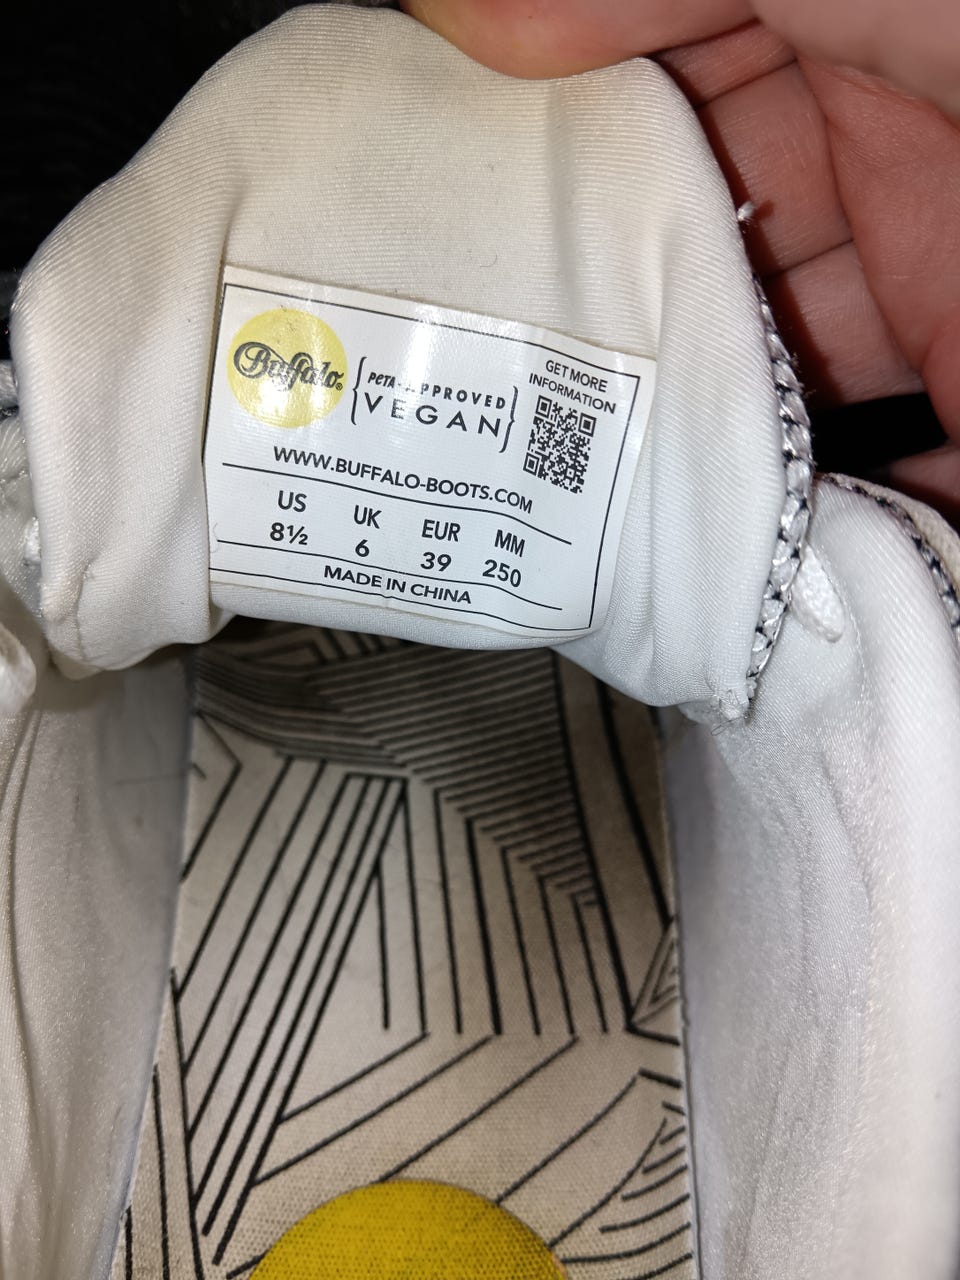 Buffalo®
{PETA-APPROVED
VEGAN}
GET MORE
INFORMATION
WWW.BUFFALO-BOOTS.COM
US UK EUR MM
8½ 6 39 250
MADE IN CHINA